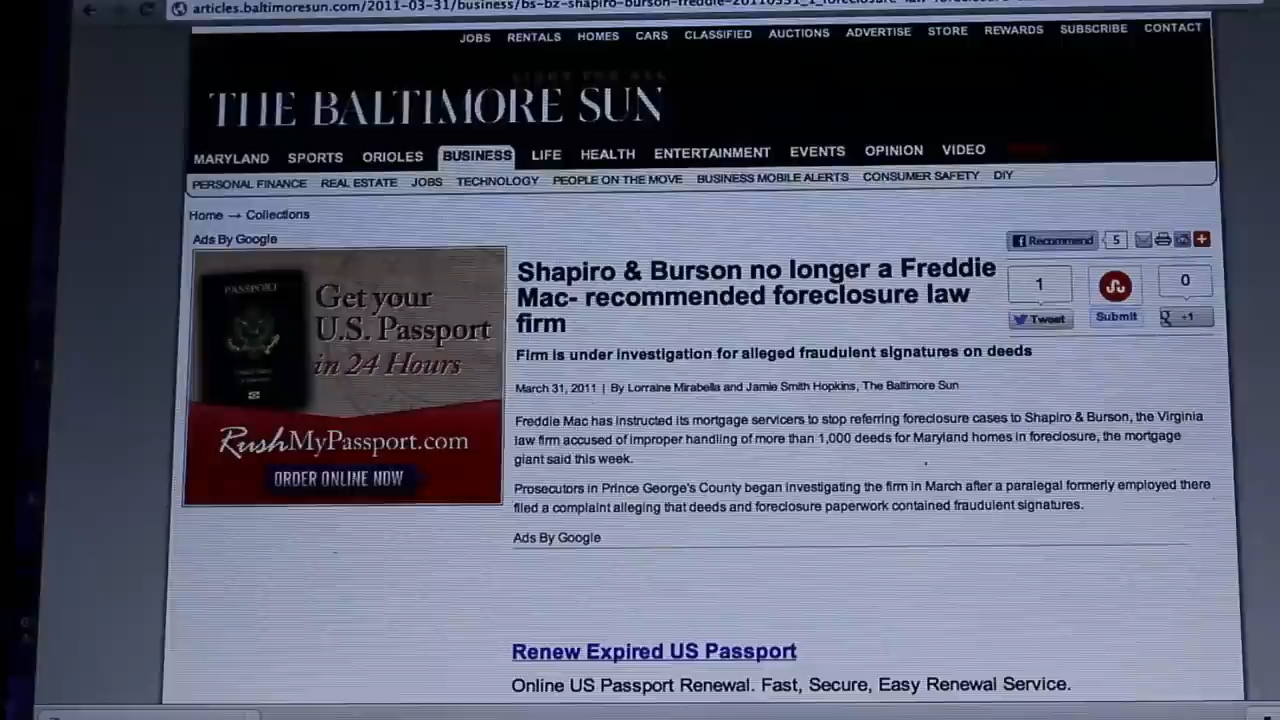 articles.baltimoresun.com/2011-03-31/business/bs-bz-shapiro-burson-freddie-20110331_1_foreclosure-law-
JOBS RENTALS HOMES CARS CLASSIFIED AUCTIONS ADVERTISE STORE REWARDS SUBSCRIBE CONTACT
LIGHT FOR ALL
THE BALTIMORE SUN
MARYLAND SPORTS ORIOLES BUSINESS LIFE HEALTH ENTERTAINMENT EVENTS OPINION VIDEO
PERSONAL FINANCE REAL ESTATE JOBS TECHNOLOGY PEOPLE ON THE MOVE BUSINESS MOBILE ALERTS CONSUMER SAFETY DIY
Home → Collections
Ads By Google
PASSPORT
Get your
U.S. Passport
in 24 Hours
RushMyPassport.com
ORDER ONLINE NOW
Recommend 5
1 0
Tweet Submit +1
Shapiro & Burson no longer a Freddie
Mac- recommended foreclosure law
firm
Firm is under investigation for alleged fraudulent signatures on deeds
March 31, 2011 | By Lorraine Mirabella and Jamie Smith Hopkins, The Baltimore Sun
Freddie Mac has instructed its mortgage servicers to stop referring foreclosure cases to Shapiro & Burson, the Virginia
law firm accused of improper handling of more than 1,000 deeds for Maryland homes in foreclosure, the mortgage
giant said this week.
Prosecutors in Prince George's County began investigating the firm in March after a paralegal formerly employed there
filed a complaint alleging that deeds and foreclosure paperwork contained fraudulent signatures.
Ads By Google
Renew Expired US Passport
Online US Passport Renewal. Fast, Secure, Easy Renewal Service.